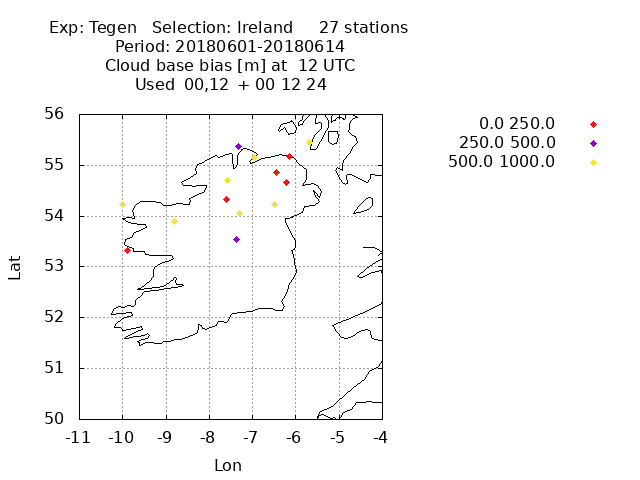 Exp: Tegen   Selection: Ireland     27 stations
Period: 20180601-20180614
Cloud base bias [m] at  12 UTC
Used  00,12  + 00 12 24
0.0 250.0
250.0 500.0
500.0 1000.0
56
55
54
53
52
51
50
Lat
-11 -10 -9 -8 -7 -6 -5 -4
Lon